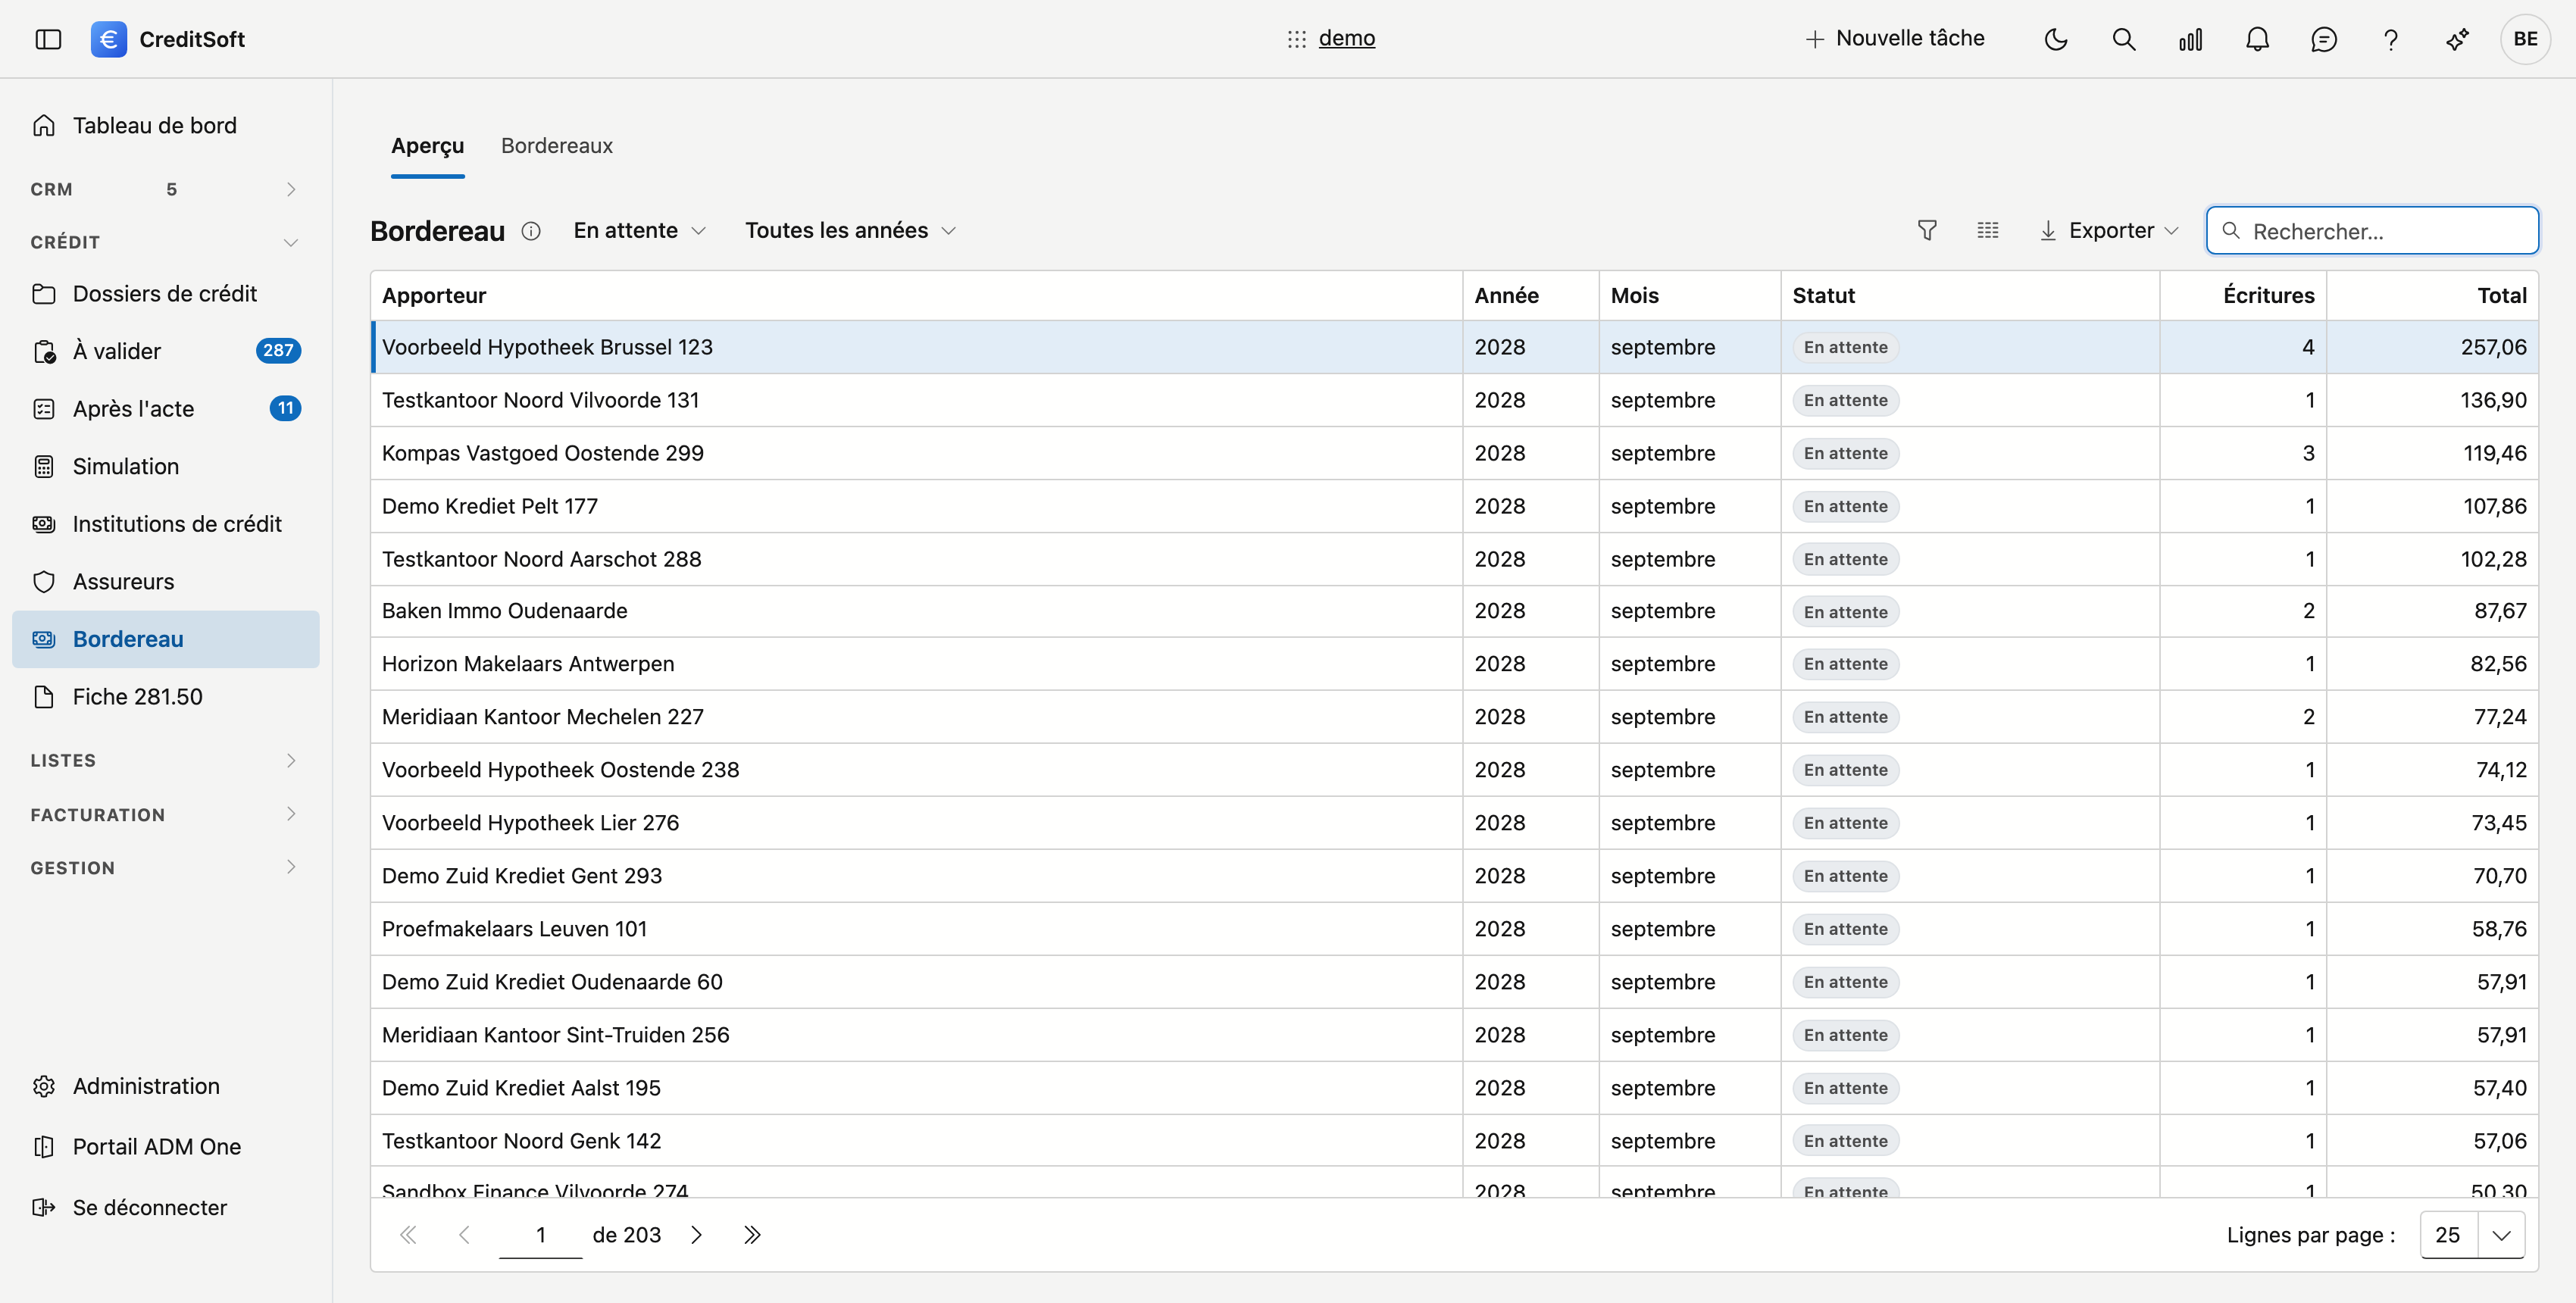 CreditSoft
demo
Nouvelle tâche
BE
Tableau de bord
CRM 5
CRÉDIT
Dossiers de crédit
À valider 287
Après l'acte 11
Simulation
Institutions de crédit
Assureurs
Bordereau
Fiche 281.50
LISTES
FACTURATION
GESTION
Administration
Portail ADM One
Se déconnecter
Aperçu Bordereaux
Bordereau En attente Toutes les années Exporter Rechercher...
Apporteur Année Mois Statut Écritures Total
Voorbeeld Hypotheek Brussel 123 2028 septembre En attente 4 257,06
Testkantoor Noord Vilvoorde 131 2028 septembre En attente 1 136,90
Kompas Vastgoed Oostende 299 2028 septembre En attente 3 119,46
Demo Krediet Pelt 177 2028 septembre En attente 1 107,86
Testkantoor Noord Aarschot 288 2028 septembre En attente 1 102,28
Baken Immo Oudenaarde 2028 septembre En attente 2 87,67
Horizon Makelaars Antwerpen 2028 septembre En attente 1 82,56
Meridiaan Kantoor Mechelen 227 2028 septembre En attente 2 77,24
Voorbeeld Hypotheek Oostende 238 2028 septembre En attente 1 74,12
Voorbeeld Hypotheek Lier 276 2028 septembre En attente 1 73,45
Demo Zuid Krediet Gent 293 2028 septembre En attente 1 70,70
Proefmakelaars Leuven 101 2028 septembre En attente 1 58,76
Demo Zuid Krediet Oudenaarde 60 2028 septembre En attente 1 57,91
Meridiaan Kantoor Sint-Truiden 256 2028 septembre En attente 1 57,91
Demo Zuid Krediet Aalst 195 2028 septembre En attente 1 57,40
Testkantoor Noord Genk 142 2028 septembre En attente 1 57,06
Sandbox Finance Vilvoorde 274 2028 septembre En attente 1 50,30
1 de 203
Lignes par page : 25